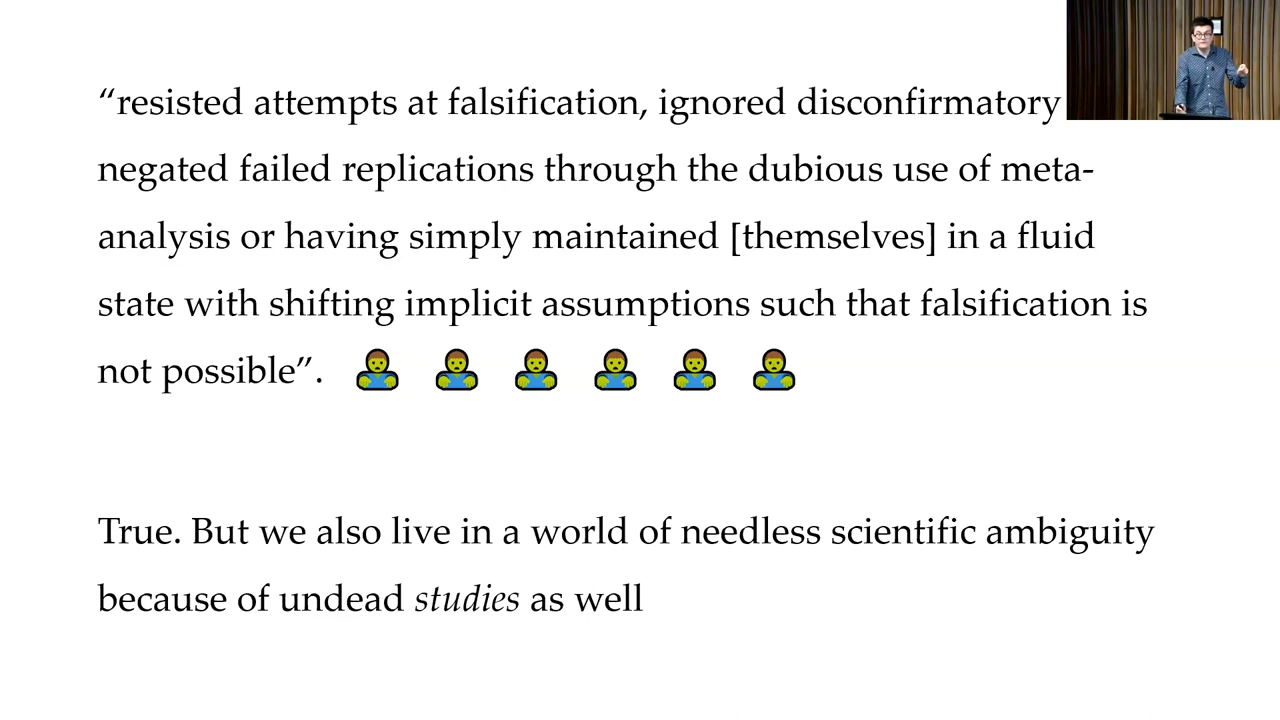 “resisted attempts at falsification, ignored disconfirmatory
negated failed replications through the dubious use of meta-
analysis or having simply maintained [themselves] in a fluid
state with shifting implicit assumptions such that falsification is
not possible”.
True. But we also live in a world of needless scientific ambiguity
because of undead studies as well